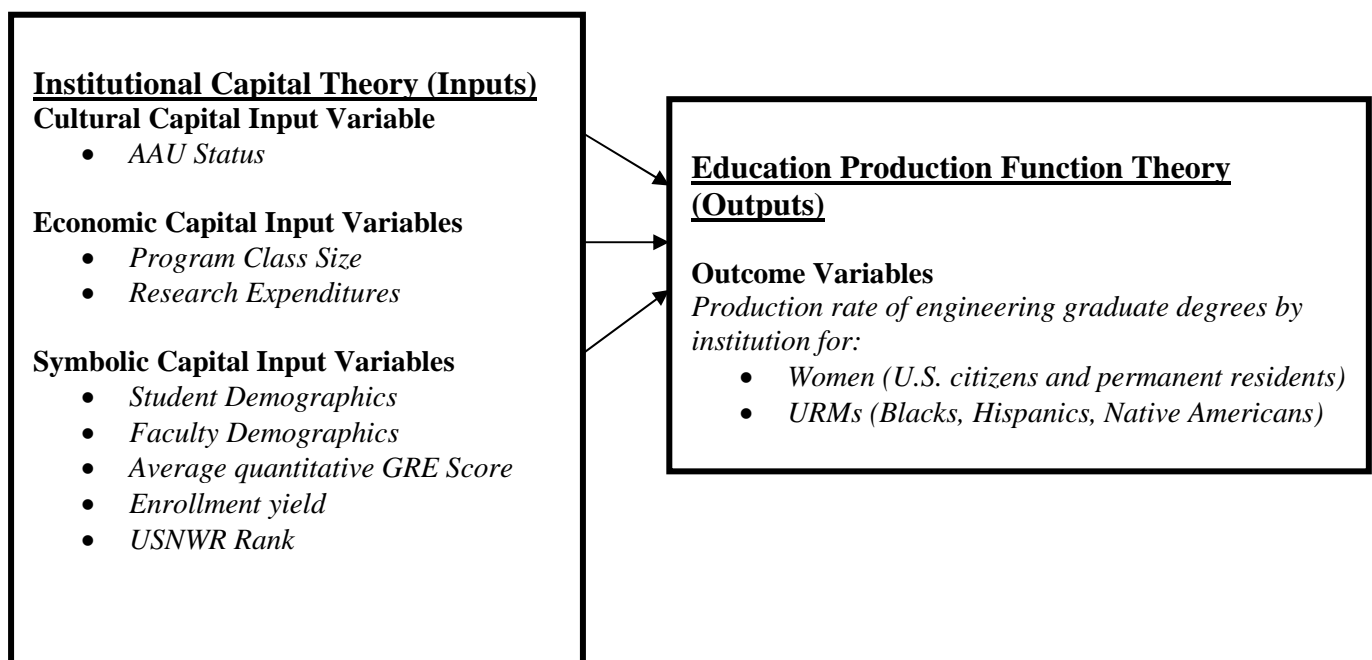 Institutional Capital Theory (Inputs)
Cultural Capital Input Variable
• AAU Status
Economic Capital Input Variables
• Program Class Size
• Research Expenditures
Symbolic Capital Input Variables
• Student Demographics
• Faculty Demographics
• Average quantitative GRE Score
• Enrollment yield
• USNWR Rank
Education Production Function Theory
(Outputs)
Outcome Variables
Production rate of engineering graduate degrees by
institution for:
• Women (U.S. citizens and permanent residents)
• URMs (Blacks, Hispanics, Native Americans)